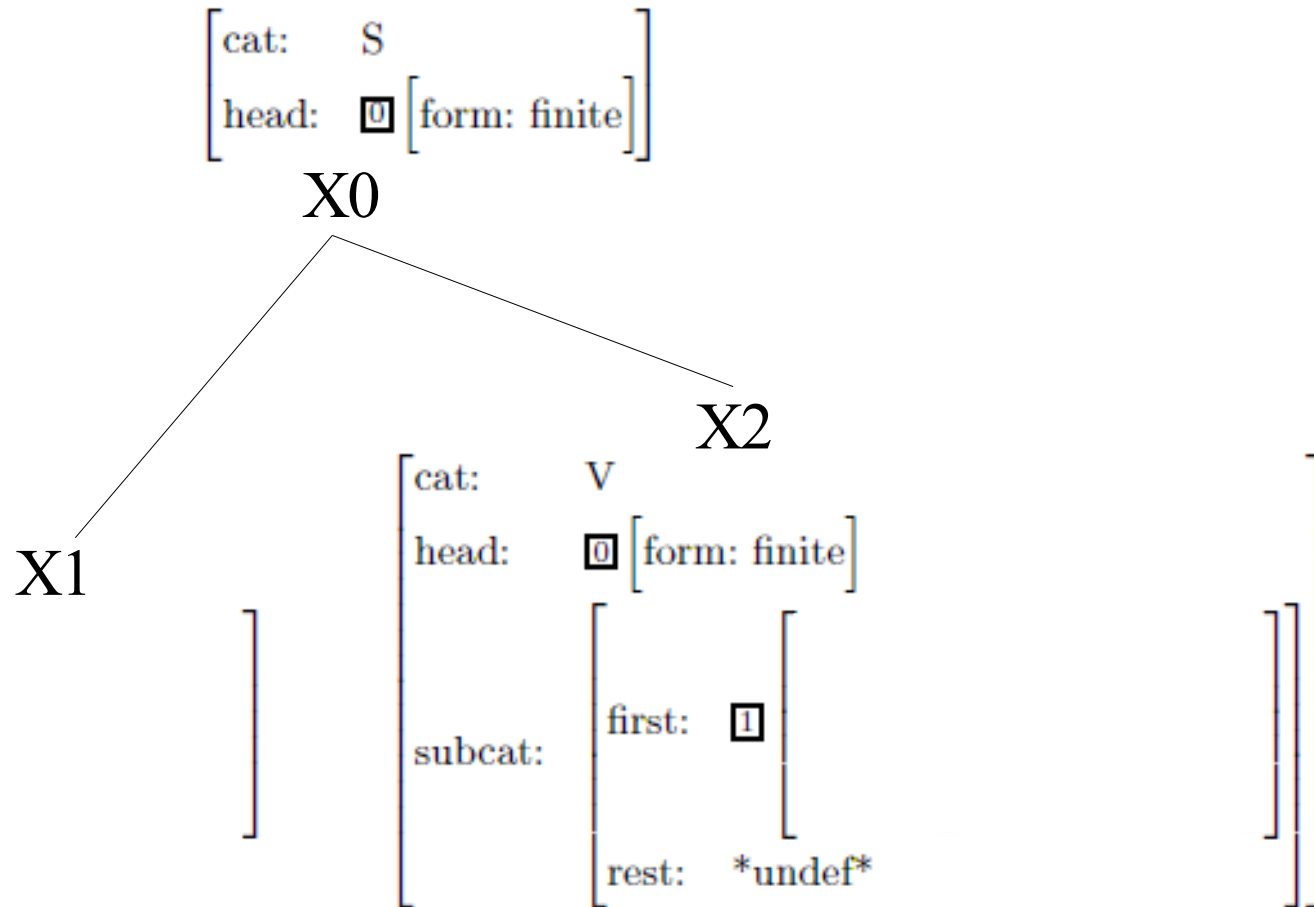 cat: S
head: 0 form: finite
X0
X2
cat: V
head: 0 form: finite
X1
first: 1
subcat:
rest: *undef*